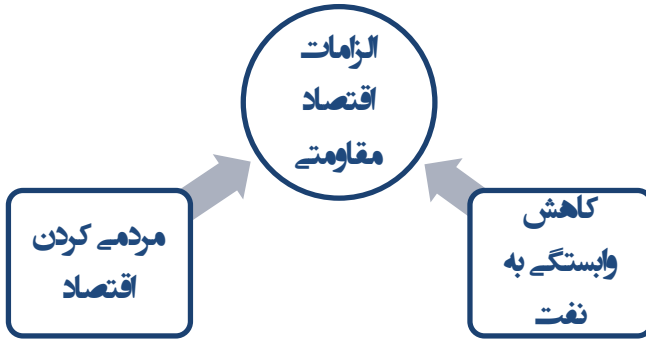 الزامات
اقتصاد
مقاومتی
کاهش
وابستگی به
نفت
مردمی کردن
اقتصاد